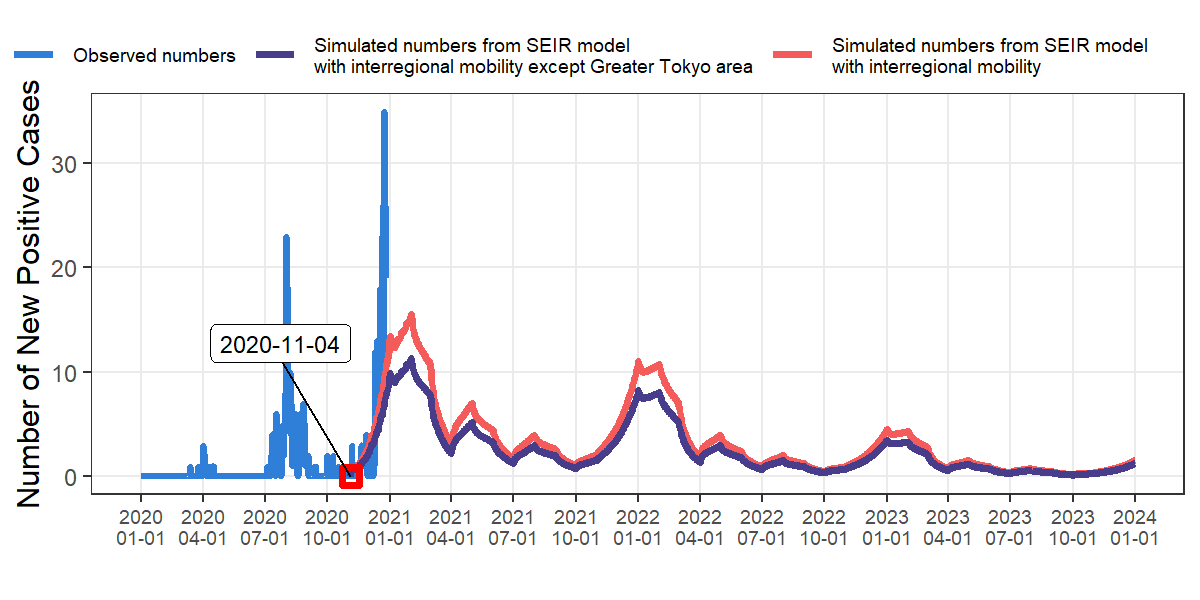 Observed numbers
Simulated numbers from SEIR model
with interregional mobility except Greater Tokyo area
Simulated numbers from SEIR model
with interregional mobility
Number of New Positive Cases
30
20
10
0
2020-11-04
2020 2020 2020 2020 2021 2021 2021 2021 2022 2022 2022 2022 2023 2023 2023 2023 2024
01-01 04-01 07-01 10-01 01-01 04-01 07-01 10-01 01-01 04-01 07-01 10-01 01-01 04-01 07-01 10-01 01-01